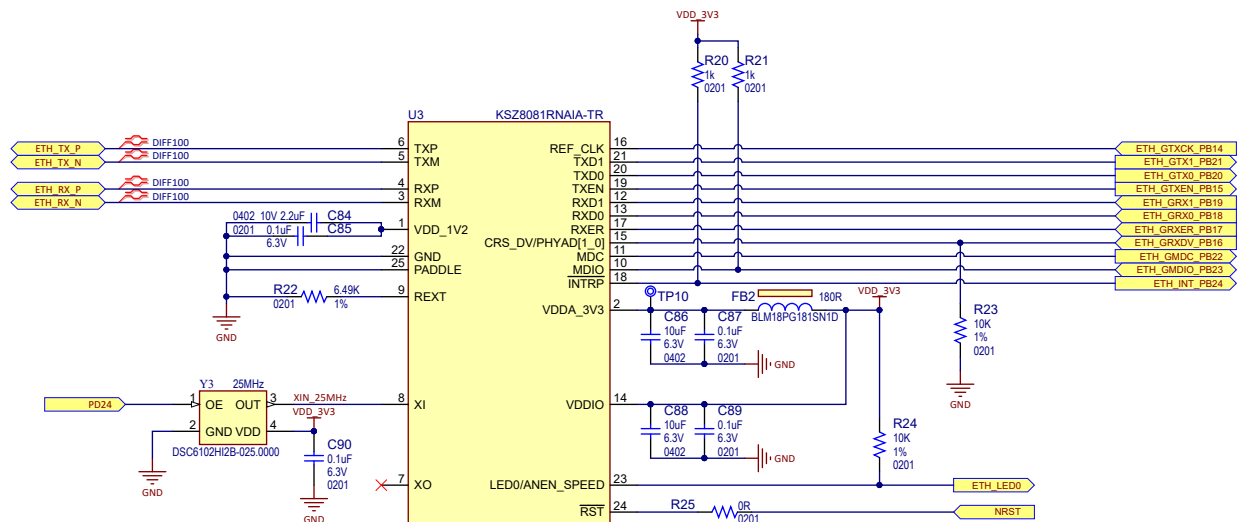 VDD_3V3
R20
1k
0201
R21
1k
0201
U3
KSZ8081RNAIA-TR
ETH_TX_P
DIFF100
6
TXP
ETH_TX_N
DIFF100
5
TXM
ETH_RX_P
DIFF100
4
RXP
ETH_RX_N
DIFF100
3
RXM
0402 10V 2.2uF C84
0201 0.1uF C85
6.3V
1
VDD_1V2
22
GND
25
PADDLE
R22
0201
6.49K
1%
9
REXT
GND
REF_CLK
16
ETH_GTXCK_PB14
TXD1
21
ETH_GTX1_PB21
TXD0
20
ETH_GTX0_PB20
TXEN
19
ETH_GTXEN_PB15
RXD1
12
ETH_GRX1_PB19
RXD0
13
ETH_GRX0_PB18
RXER
17
ETH_GRXER_PB17
CRS_DV/PHYAD[1_0]
15
ETH_GRXDV_PB16
MDC
11
ETH_GMDC_PB22
MDIO
10
ETH_GMDIO_PB23
INTRP
18
ETH_INT_PB24
VDDA_3V3
2
TP10
FB2
180R
BLM18PG181SN1D
VDD_3V3
C86
10uF
6.3V
0402
C87
0.1uF
6.3V
0201
GND
R23
10K
1%
0201
GND
PD24
Y3
25MHz
1
OE
OUT
3
XIN_25MHz
2
GND
VDD
4
DSC6102HI2B-025.0000
VDD_3V3
GND
C90
0.1uF
6.3V
0201
GND
8
XI
7
XO
VDDIO
14
C88
10uF
6.3V
0402
C89
0.1uF
6.3V
0201
GND
R24
10K
1%
0201
LED0/ANEN_SPEED
23
ETH_LED0
RST
24
R25
0R
0201
NRST